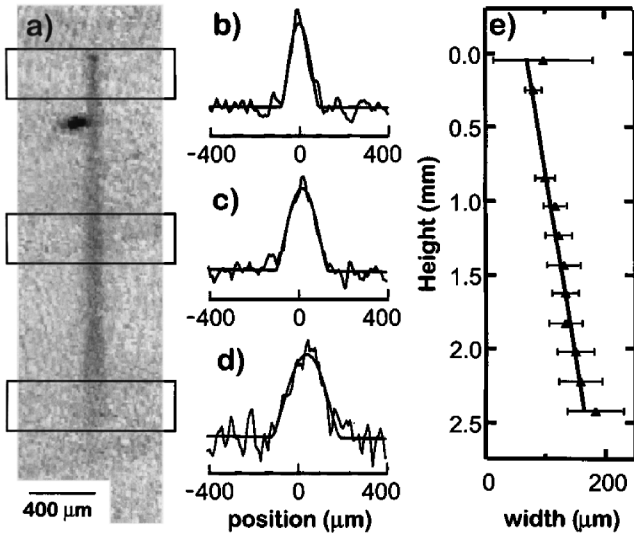 a)
400 µm
b)
-400 0 400
c)
-400 0 400
d)
-400 0 400
position (µm)
e)
0.0
0.5
1.0
1.5
2.0
2.5
Height (mm)
0 200
width (µm)